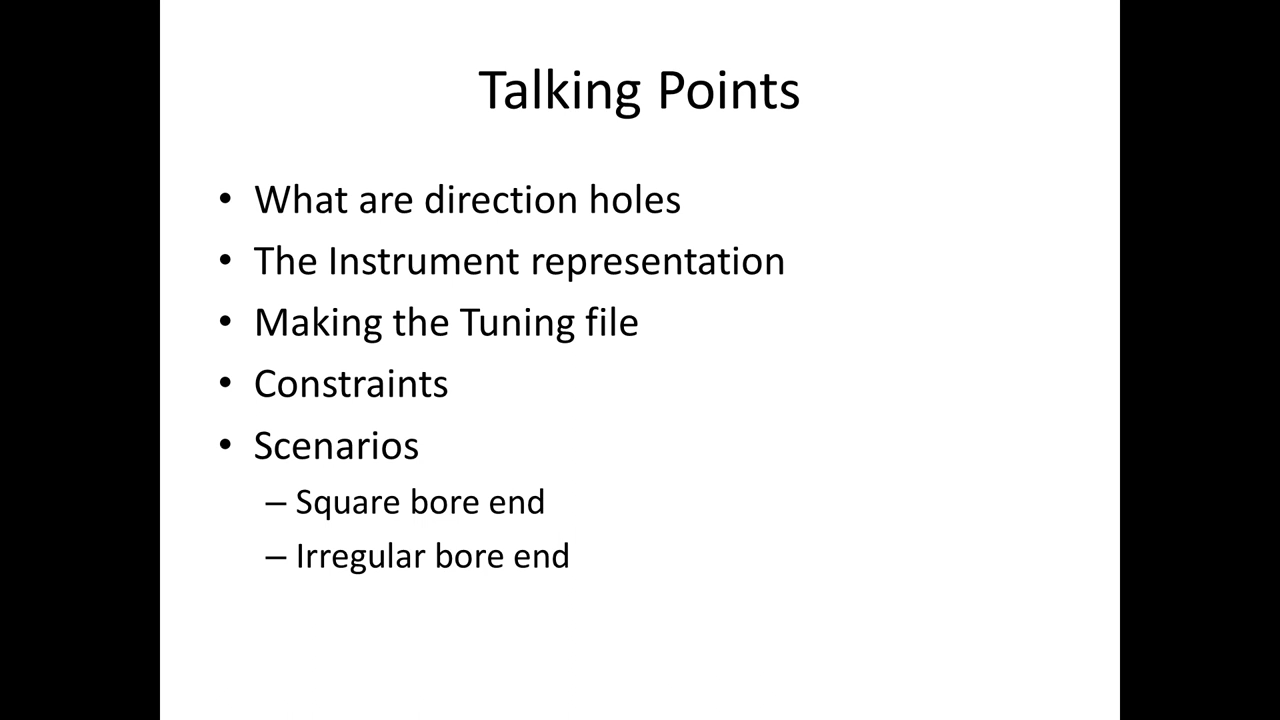 Talking Points
• What are direction holes
• The Instrument representation
• Making the Tuning file
• Constraints
• Scenarios
– Square bore end
– Irregular bore end